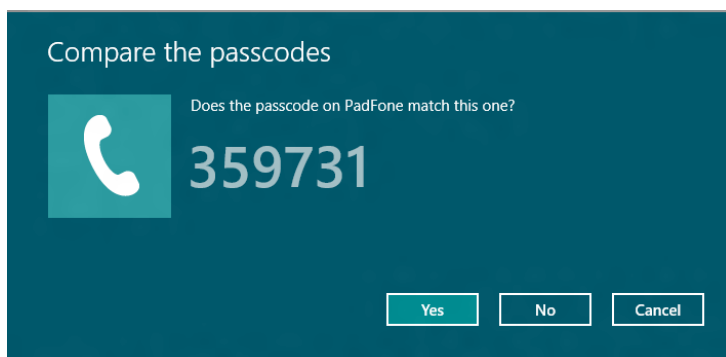 Compare the passcodes
Does the passcode on PadFone match this one?
359731
Yes No Cancel